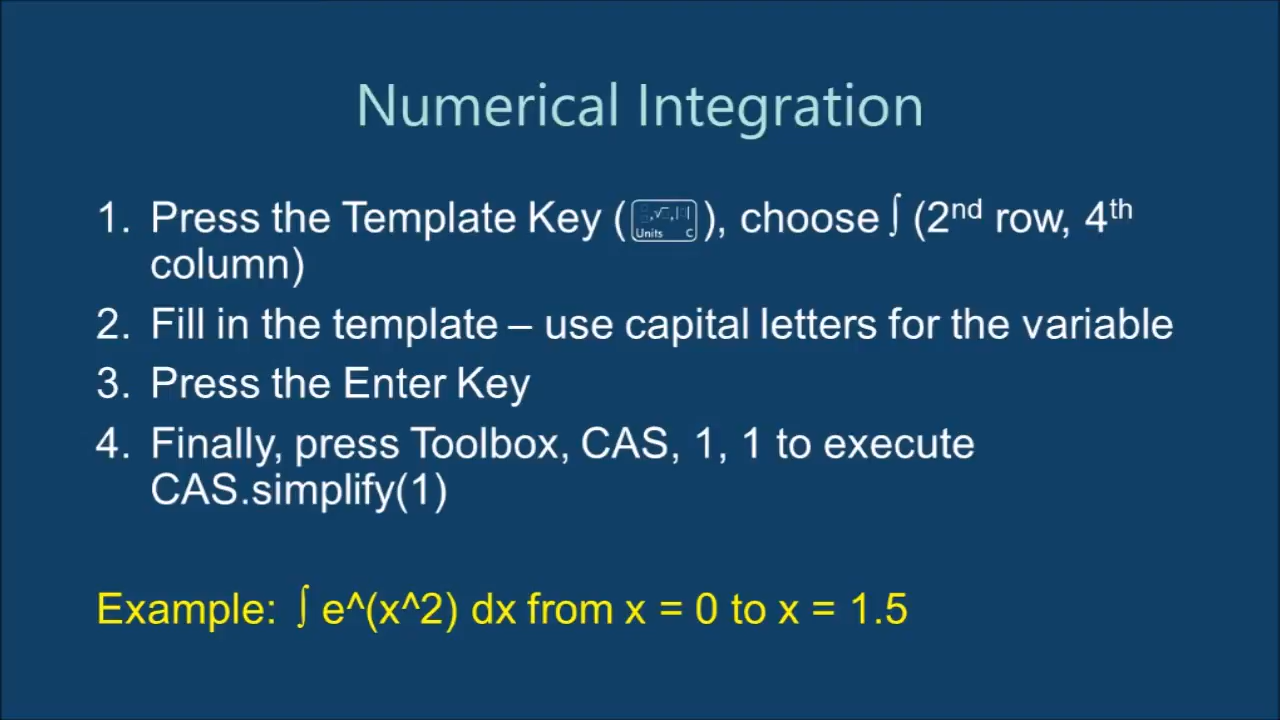 Numerical Integration
1. Press the Template Key (Units C), choose ∫ (2nd row, 4th
column)
2. Fill in the template – use capital letters for the variable
3. Press the Enter Key
4. Finally, press Toolbox, CAS, 1, 1 to execute
CAS.simplify(1)
Example: ∫ e^(x^2) dx from x = 0 to x = 1.5